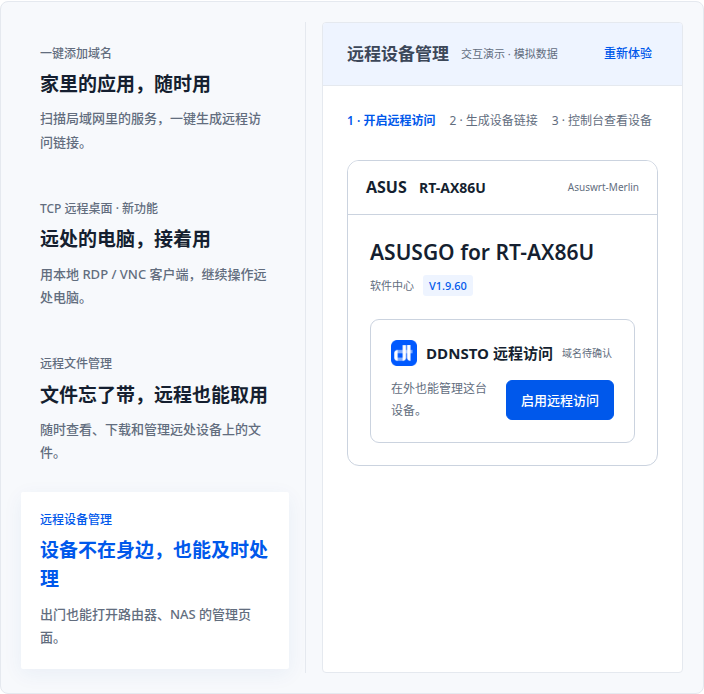 一键添加域名
家里的应用，随时用
扫描局域网里的服务，一键生成远程访
问链接。
TCP 远程桌面 · 新功能
远处的电脑，接着用
用本地 RDP / VNC 客户端，继续操作远
处电脑。
远程文件管理
文件忘了带，远程也能取用
随时查看、下载和管理远处设备上的文
件。
远程设备管理
设备不在身边，也能及时处
理
出门也能打开路由器、NAS 的管理页
面。
远程设备管理 交互演示 · 模拟数据 重新体验
1 · 开启远程访问 2 · 生成设备链接 3 · 控制台查看设备
ASUS RT-AX86U Asuswrt-Merlin
ASUSGO for RT-AX86U
软件中心 V1.9.60
DDNSTO 远程访问 域名待确认
在外也能管理这台
设备。
启用远程访问